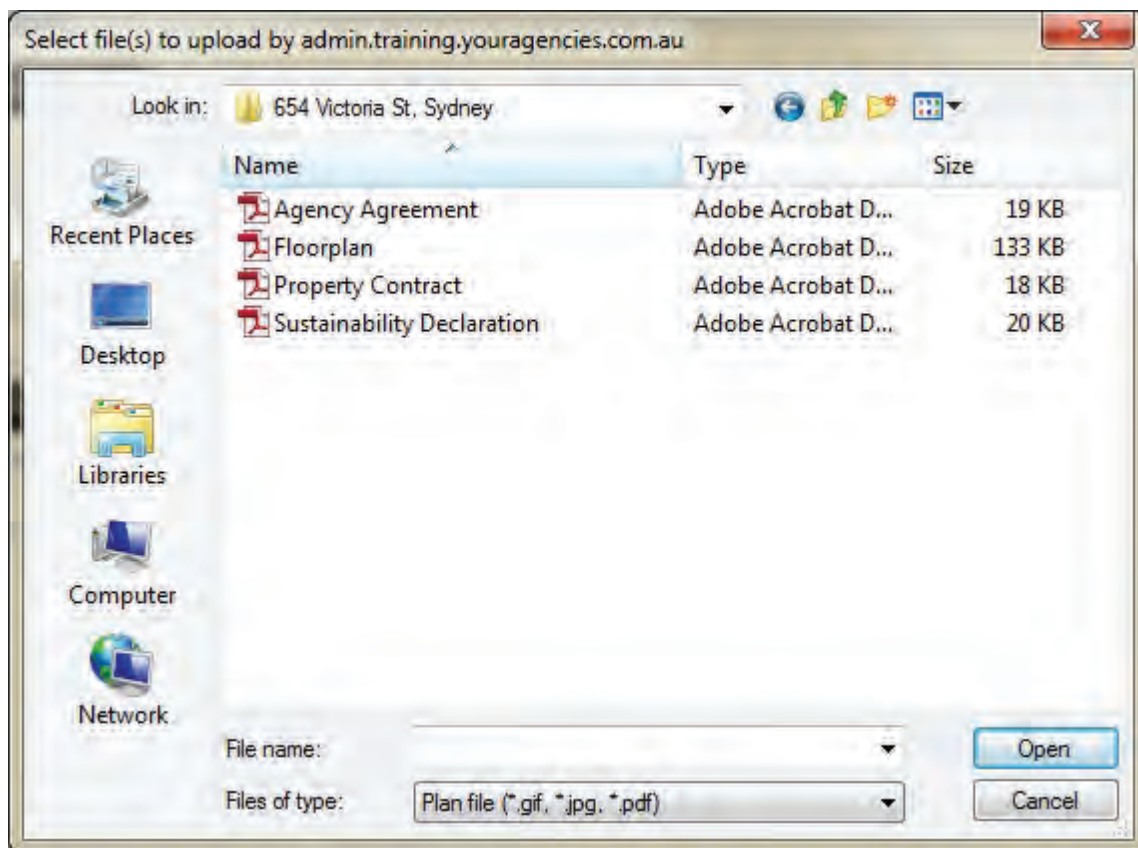 Select file(s) to upload by admin.training.youragencies.com.au
Look in: 654 Victoria St, Sydney
Name Type Size
Agency Agreement Adobe Acrobat D... 19 KB
Floorplan Adobe Acrobat D... 133 KB
Property Contract Adobe Acrobat D... 18 KB
Sustainability Declaration Adobe Acrobat D... 20 KB
Recent Places
Desktop
Libraries
Computer
Network
File name: Open
Files of type: Plan file (*.gif, *.jpg, *.pdf) Cancel